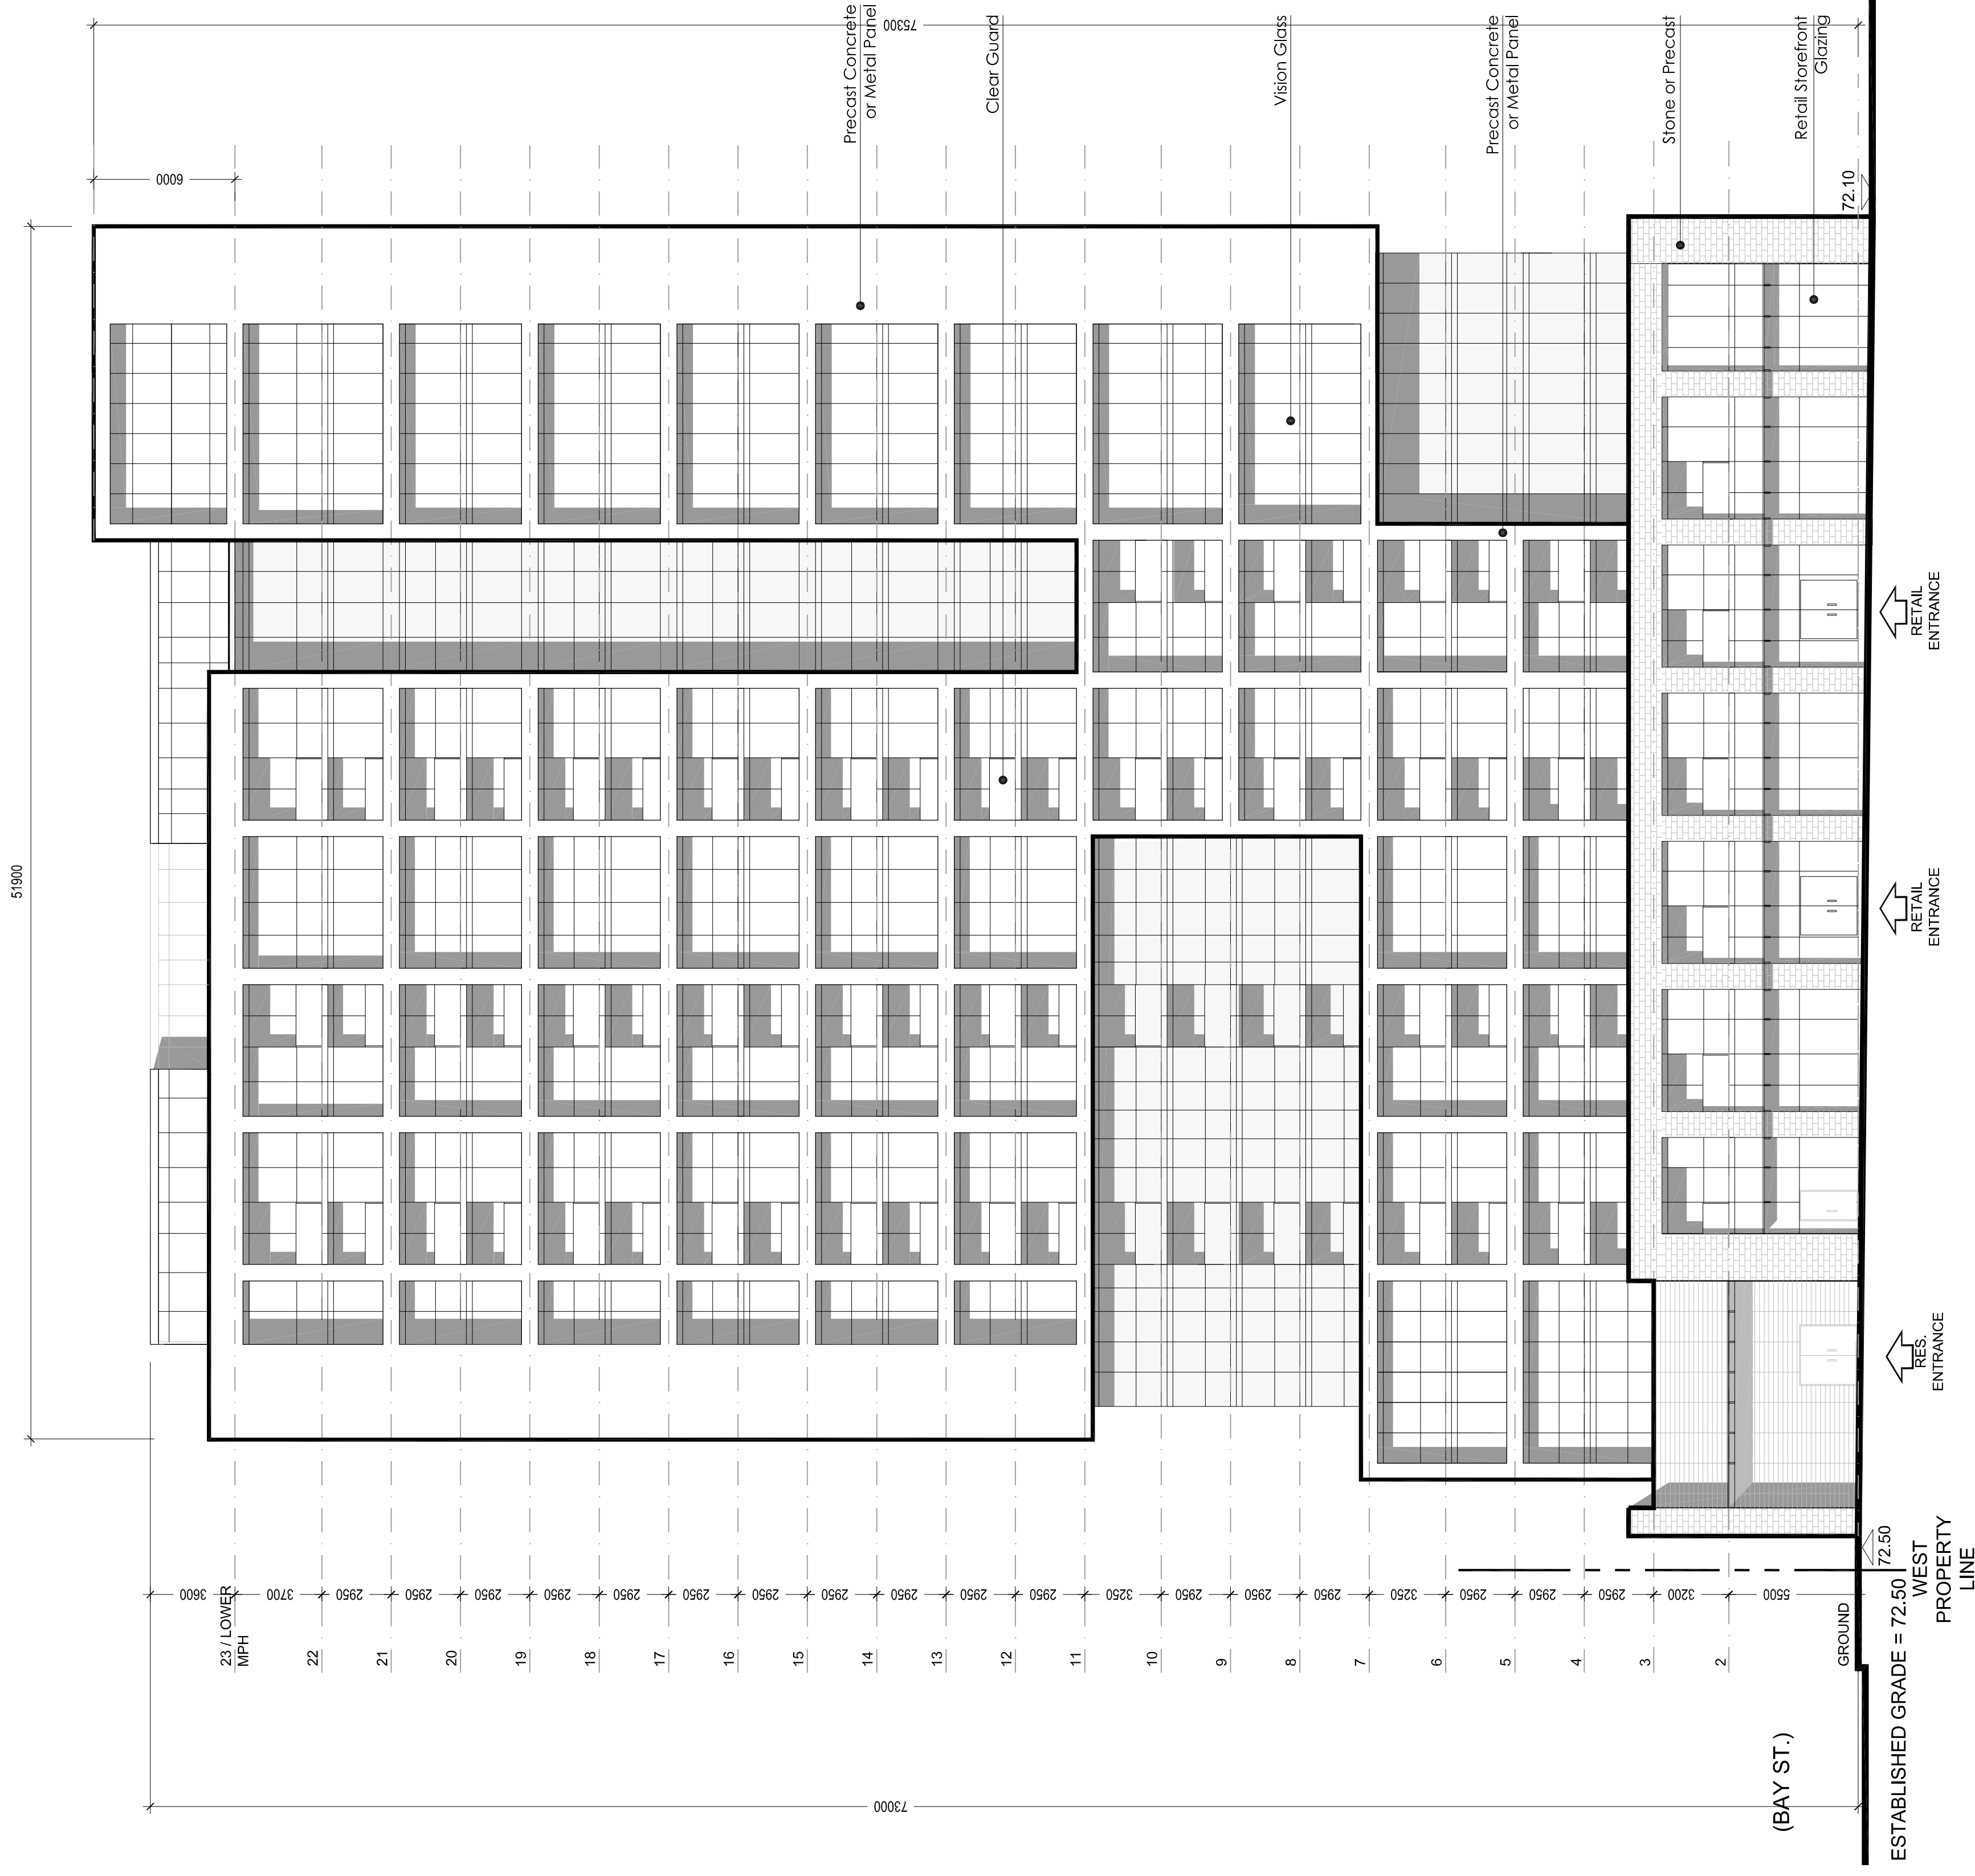 75300
Precast Concrete
or Metal Panel
Clear Guard
Vision Glass
Precast Concrete
or Metal Panel
Stone or Precast
Retail Storefront
Glazing
6000
72.10
51900
RETAIL
ENTRANCE
RETAIL
ENTRANCE
RES.
ENTRANCE
72.50
WEST
PROPERTY
LINE
3600
3700
2950
2950
2950
2950
2950
2950
2950
2950
2950
2950
2950
3250
2950
2950
2950
3250
2950
2950
2950
3200
5500
23 / LOWER
MPH
22
21
20
19
18
17
16
15
14
13
12
11
10
9
8
7
6
5
4
3
2
GROUND
ESTABLISHED GRADE = 72.50
(BAY ST.)
73000